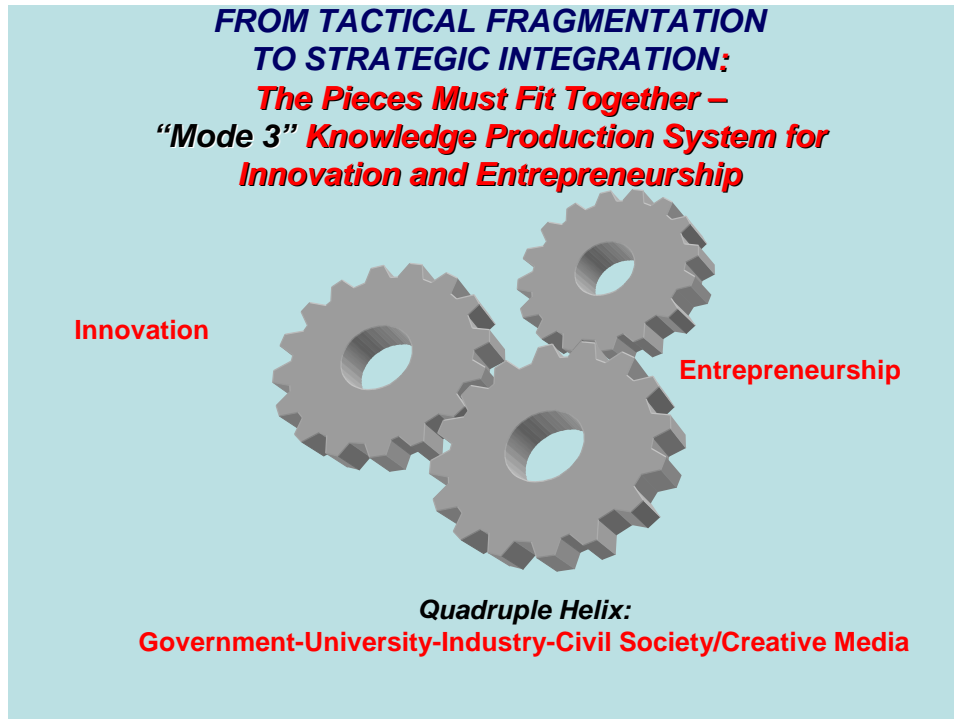 FROM TACTICAL FRAGMENTATION
TO STRATEGIC INTEGRATION:
The Pieces Must Fit Together –
“Mode 3” Knowledge Production System for
Innovation and Entrepreneurship
Innovation
Entrepreneurship
Quadruple Helix:
Government-University-Industry-Civil Society/Creative Media